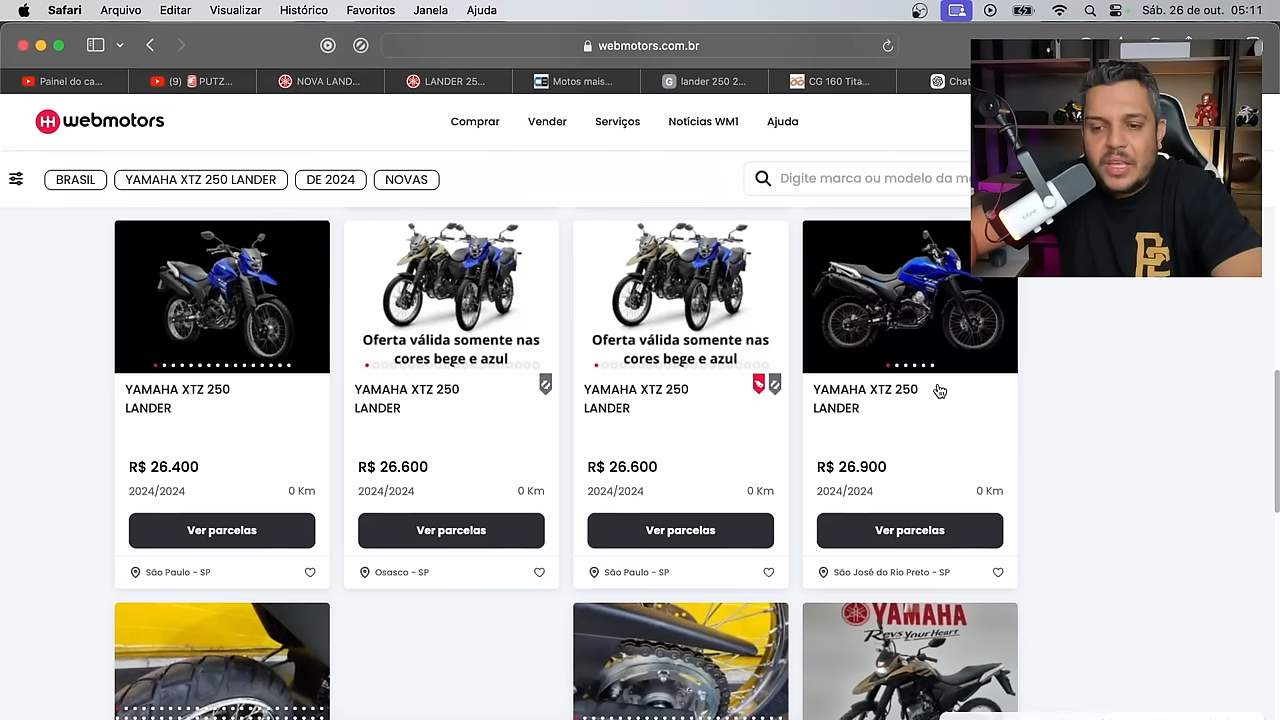 Safari Arquivo Editar Visualizar Histórico Favoritos Janela Ajuda Sáb. 26 de out. 05:11
webmotors.com.br
Painel do ca... (9) PUTZ... NOVA LAND... LANDER 25... Motos mais... lander 250 2... CG 160 Tita... Chat
webmotors Comprar Vender Serviços Notícias WM1 Ajuda
BRASIL YAMAHA XTZ 250 LANDER DE 2024 NOVAS Digite marca ou modelo da m
Oferta válida somente nas
cores bege e azul
Oferta válida somente nas
cores bege e azul
YAMAHA XTZ 250
LANDER
R$ 26.400
2024/2024 0 Km
Ver parcelas
São Paulo - SP
YAMAHA XTZ 250
LANDER
R$ 26.600
2024/2024 0 Km
Ver parcelas
Osasco - SP
YAMAHA XTZ 250
LANDER
R$ 26.600
2024/2024 0 Km
Ver parcelas
São Paulo - SP
YAMAHA XTZ 250
LANDER
R$ 26.900
2024/2024 0 Km
Ver parcelas
São José do Rio Preto - SP
YAMAHA
Revs Your Heart